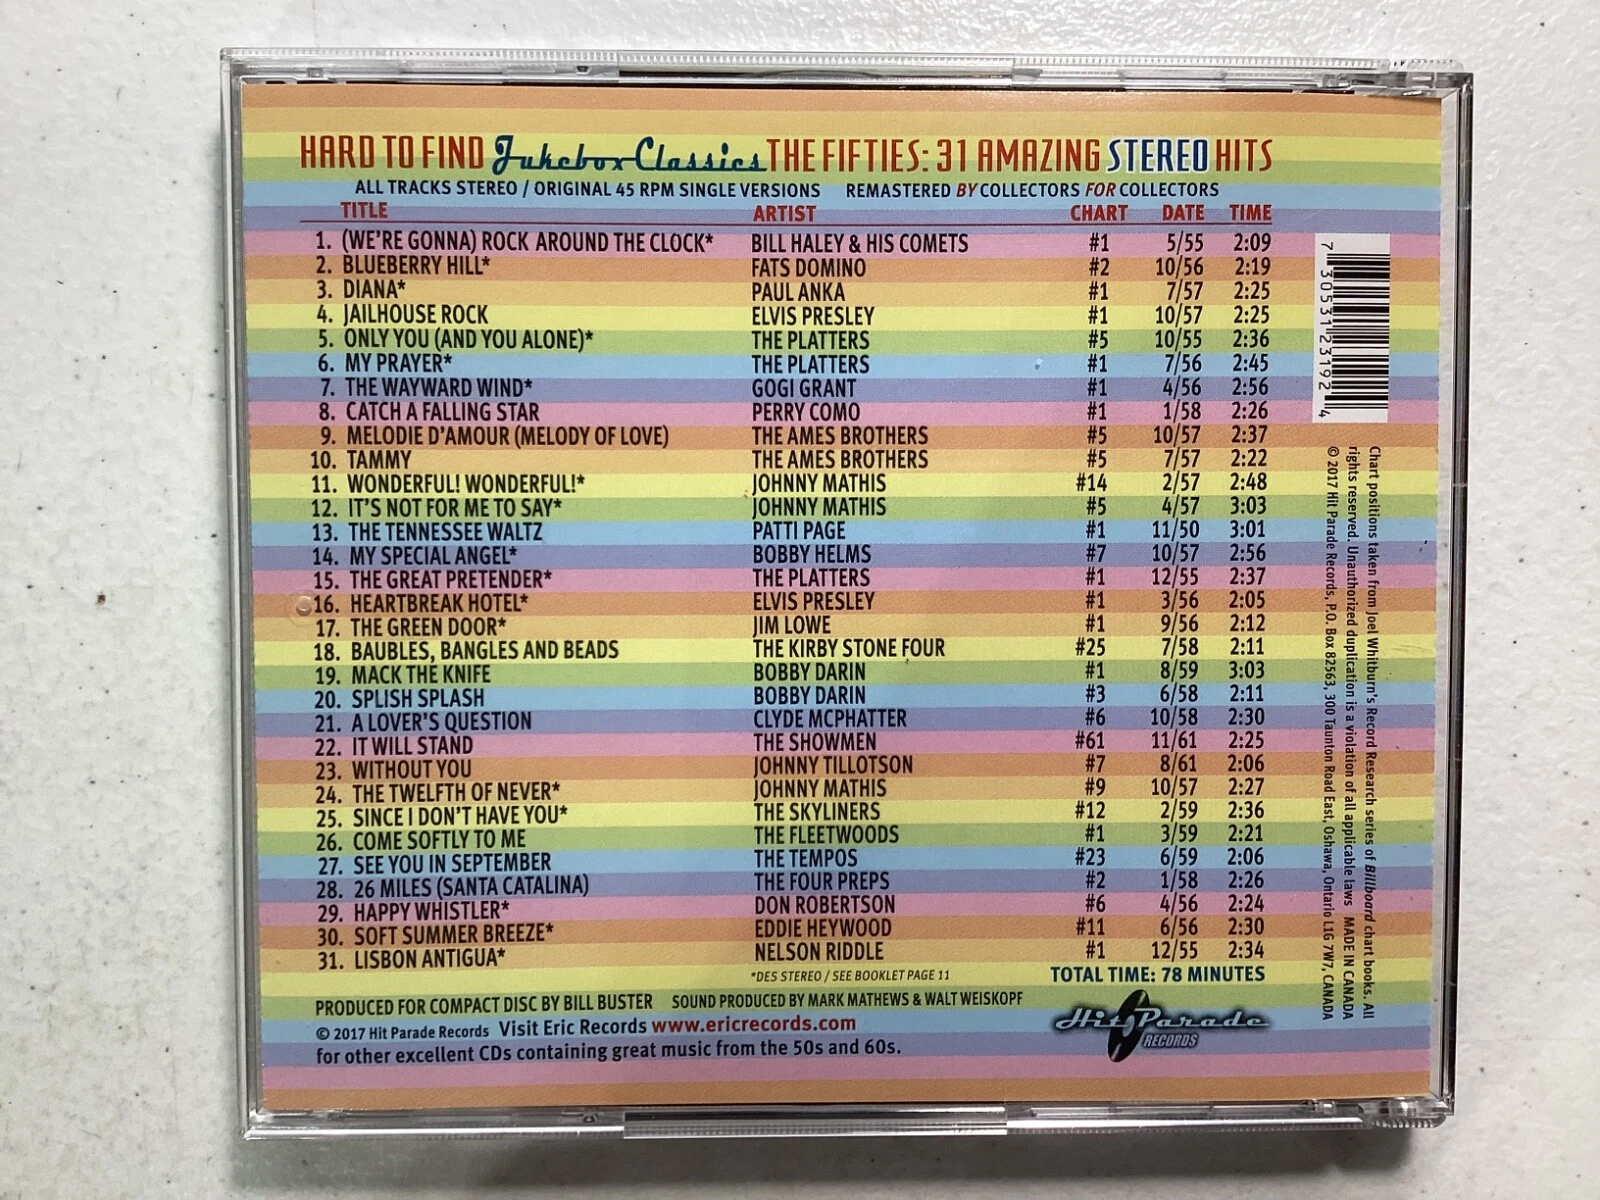 HARD TO FIND Jukebox Classics THE FIFTIES: 31 AMAZING STEREO HITS
ALL TRACKS STEREO / ORIGINAL 45 RPM SINGLE VERSIONS REMASTERED BY COLLECTORS FOR COLLECTORS
TITLE ARTIST CHART DATE TIME
1. (WE'RE GONNA) ROCK AROUND THE CLOCK* BILL HALEY & HIS COMETS #1 5/55 2:09
2. BLUEBERRY HILL* FATS DOMINO #2 10/56 2:19
3. DIANA* PAUL ANKA #1 7/57 2:25
4. JAILHOUSE ROCK ELVIS PRESLEY #1 10/57 2:25
5. ONLY YOU (AND YOU ALONE)* THE PLATTERS #5 10/55 2:36
6. MY PRAYER* THE PLATTERS #1 7/56 2:45
7. THE WAYWARD WIND* GOGI GRANT #1 4/56 2:56
8. CATCH A FALLING STAR PERRY COMO #1 1/58 2:26
9. MELODIE D'AMOUR (MELODY OF LOVE) THE AMES BROTHERS #5 10/57 2:37
10. TAMMY THE AMES BROTHERS #5 7/57 2:22
11. WONDERFUL! WONDERFUL!* JOHNNY MATHIS #14 2/57 2:48
12. IT'S NOT FOR ME TO SAY* JOHNNY MATHIS #5 4/57 3:03
13. THE TENNESSEE WALTZ PATTI PAGE #1 11/50 3:01
14. MY SPECIAL ANGEL* BOBBY HELMS #7 10/57 2:56
15. THE GREAT PRETENDER* THE PLATTERS #1 12/55 2:37
16. HEARTBREAK HOTEL* ELVIS PRESLEY #1 3/56 2:05
17. THE GREEN DOOR* JIM LOWE #1 9/56 2:12
18. BAUBLES, BANGLES AND BEADS THE KIRBY STONE FOUR #25 7/58 2:11
19. MACK THE KNIFE BOBBY DARIN #1 8/59 3:03
20. SPLISH SPLASH BOBBY DARIN #3 6/58 2:11
21. A LOVER'S QUESTION CLYDE MCPHATTER #6 10/58 2:30
22. IT WILL STAND THE SHOWMEN #61 11/61 2:25
23. WITHOUT YOU JOHNNY TILLOTSON #7 8/61 2:06
24. THE TWELFTH OF NEVER* JOHNNY MATHIS #9 10/57 2:27
25. SINCE I DON'T HAVE YOU* THE SKYLINERS #12 2/59 2:36
26. COME SOFTLY TO ME THE FLEETWOODS #1 3/59 2:21
27. SEE YOU IN SEPTEMBER THE TEMPOS #23 6/59 2:06
28. 26 MILES (SANTA CATALINA) THE FOUR PREPS #2 1/58 2:26
29. HAPPY WHISTLER* DON ROBERTSON #6 4/56 2:24
30. SOFT SUMMER BREEZE* EDDIE HEYWOOD #11 6/56 2:30
31. LISBON ANTIGUA* NELSON RIDDLE #1 12/55 2:34
*DES STEREO / SEE BOOKLET PAGE 11 TOTAL TIME: 78 MINUTES
PRODUCED FOR COMPACT DISC BY BILL BUSTER SOUND PRODUCED BY MARK MATHEWS & WALT WEISKOPF
© 2017 Hit Parade Records Visit Eric Records www.ericrecords.com
for other excellent CDs containing great music from the 50s and 60s.
Hit Parade
RECORDS
7 30531 23192 4
Chart positions taken from Joel Whitburn's Record Research series of Billboard chart books. All
rights reserved. Unauthorized duplication is a violation of all applicable laws MADE IN CANADA
© 2017 Hit Parade Records, P.O. Box 82563, 300 Taunton Road East, Oshawa, Ontario L1G 7W7, CANADA